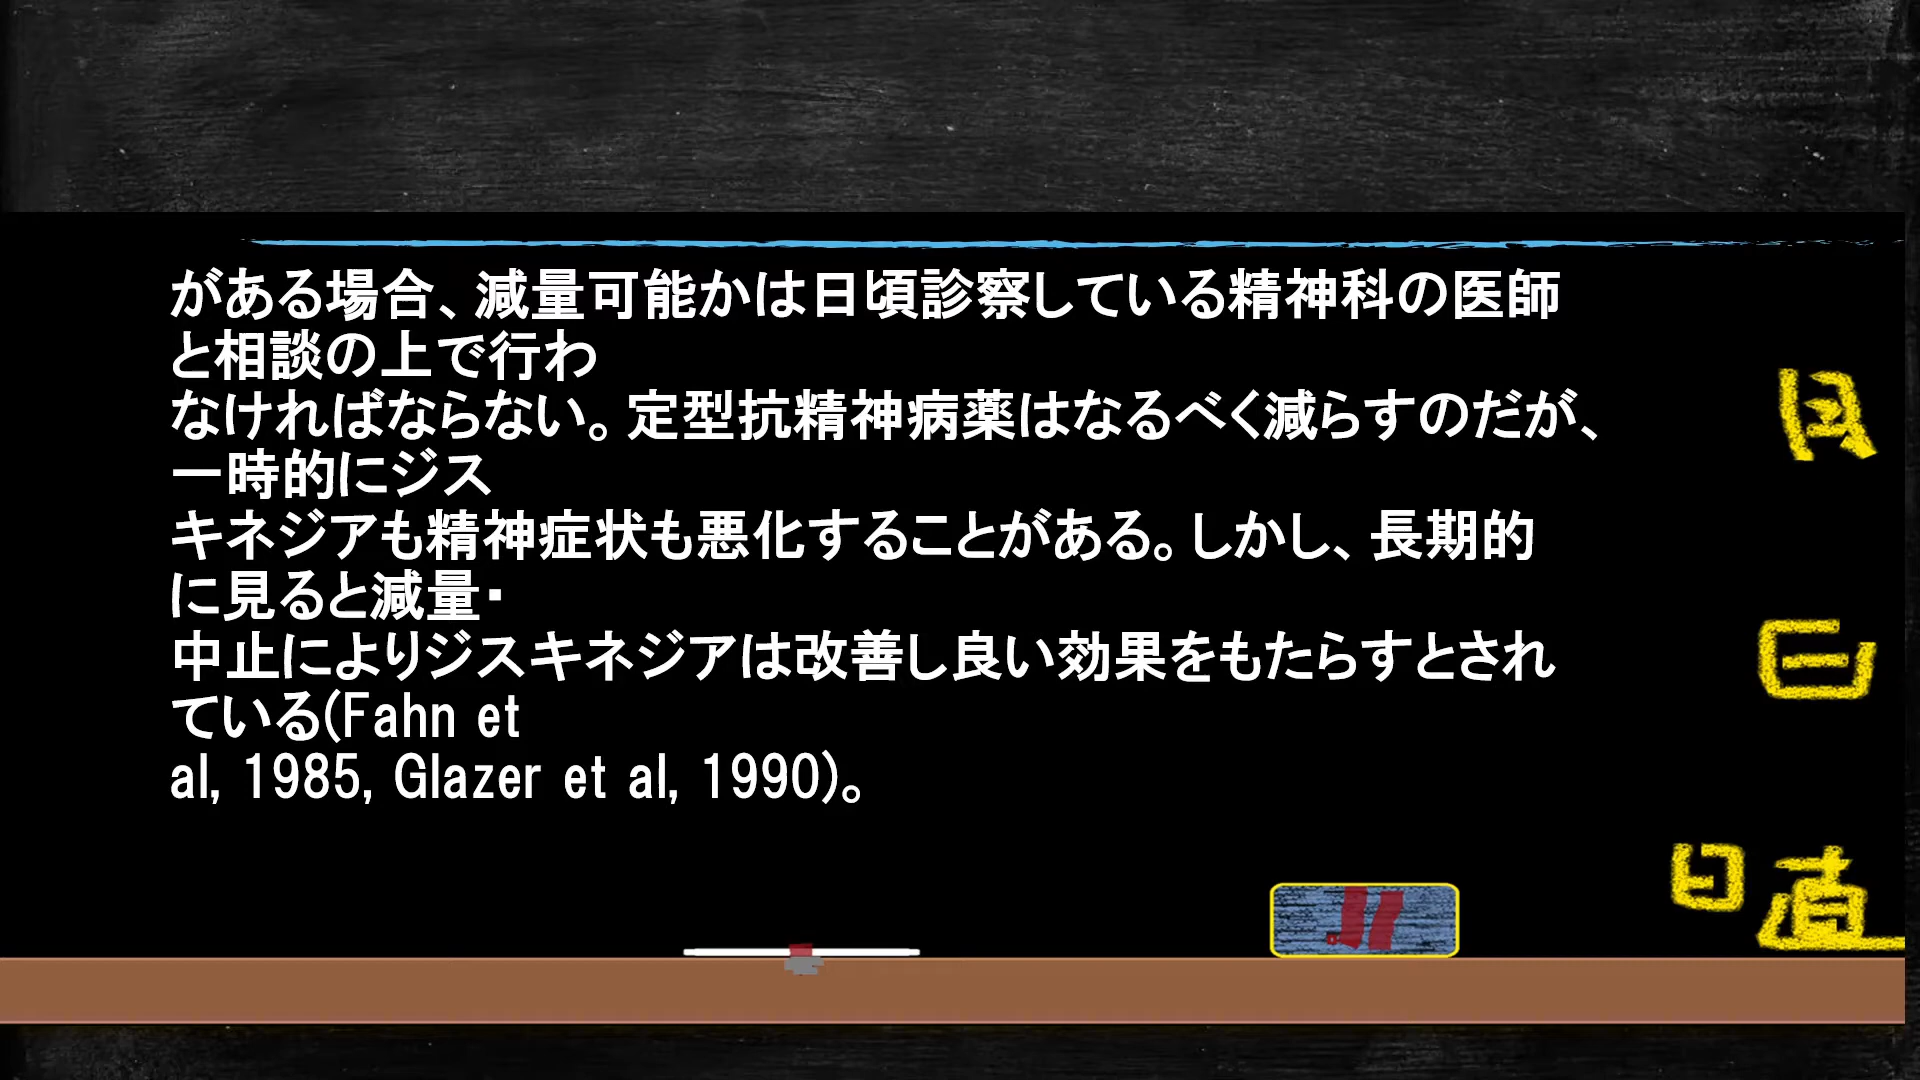 がある場合、減量可能かは日頃診察している精神科の医師
と相談の上で行わ
なければならない。定型抗精神病薬はなるべく減らすのだが、
一時的にジス
キネジアも精神症状も悪化することがある。しかし、長期的
に見ると減量・
中止によりジスキネジアは改善し良い効果をもたらすとされ
ている(Fahn et
al, 1985, Glazer et al, 1990)。
日直